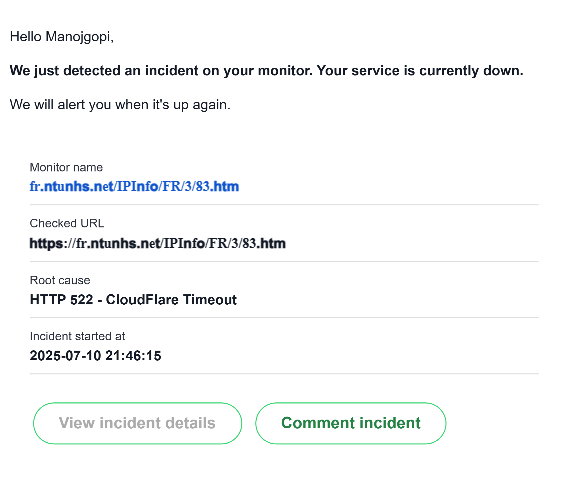 Hello Manojgopi,
We just detected an incident on your monitor. Your service is currently down.
We will alert you when it's up again.
Monitor name
fr.ntunhs.net/IPInfo/FR/3/83.htm
Checked URL
https://fr.ntunhs.net/IPInfo/FR/3/83.htm
Root cause
HTTP 522 - CloudFlare Timeout
Incident started at
2025-07-10 21:46:15
View incident details
Comment incident